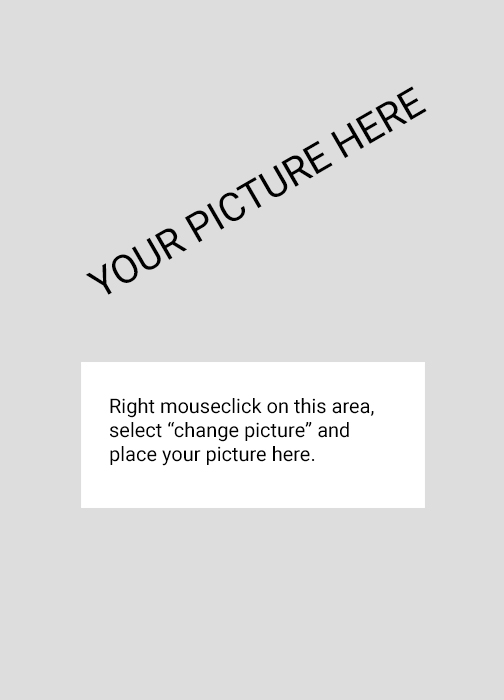 YOUR PICTURE HERE
Right mouseclick on this area,
select “change picture” and
place your picture here.